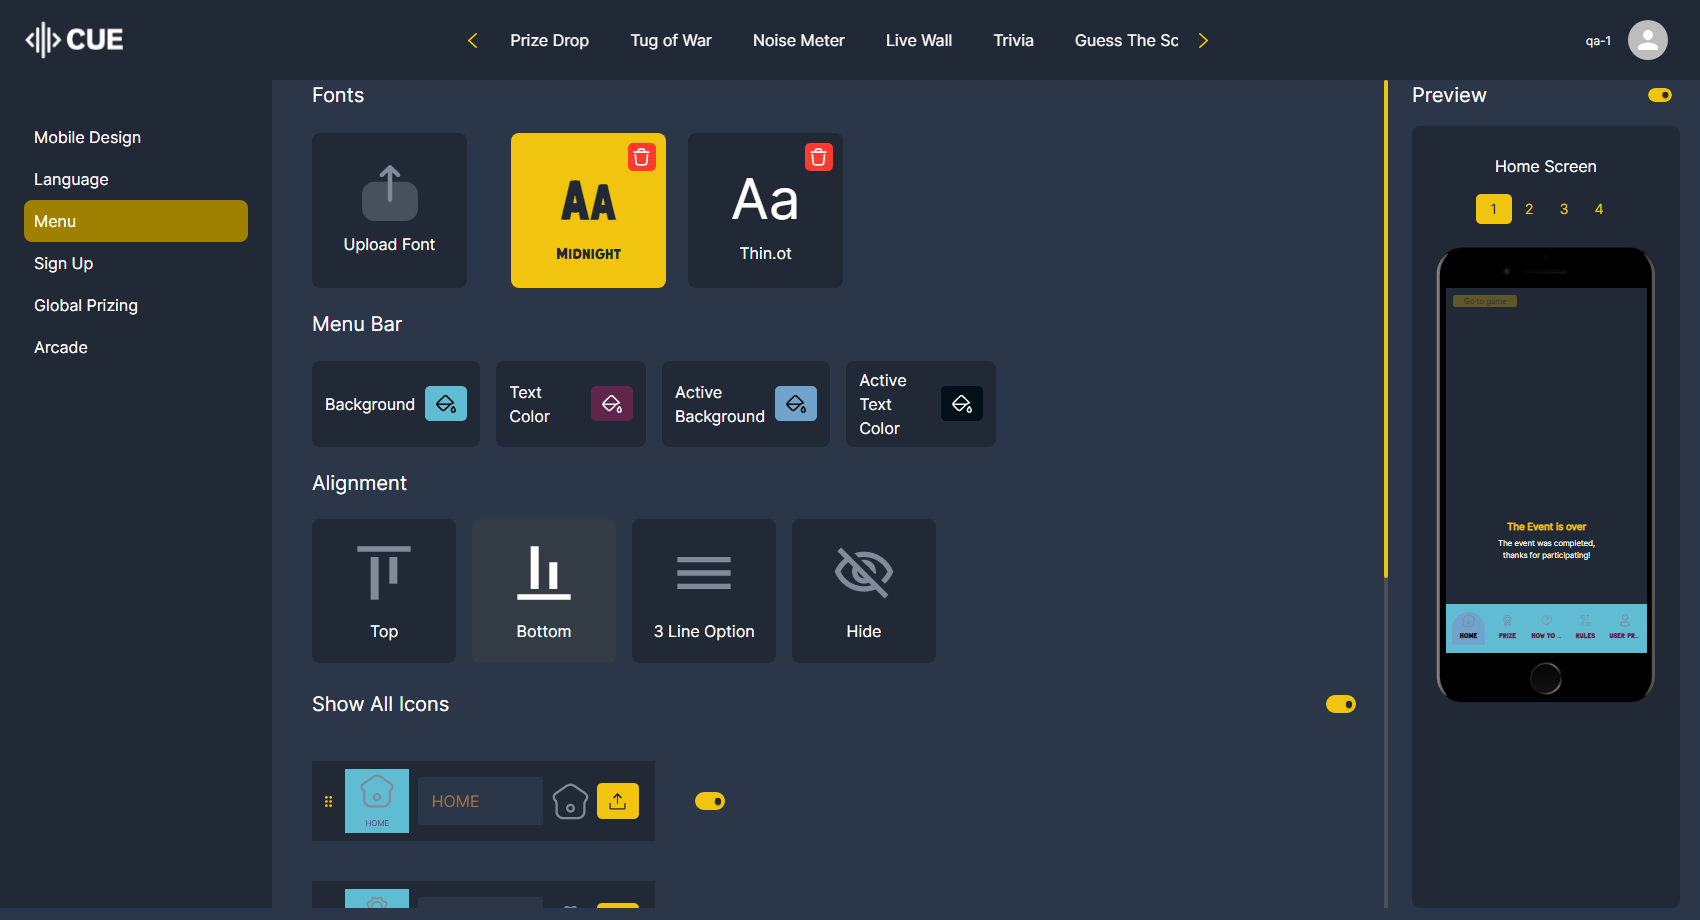 CUE
Prize Drop
Tug of War
Noise Meter
Live Wall
Trivia
Guess The Sc
qa-1
Mobile Design
Language
Menu
Sign Up
Global Prizing
Arcade
Fonts
Upload Font
AA
MIDNIGHT
Aa
Thin.ot
Menu Bar
Background
Text
Color
Active
Background
Active
Text
Color
Alignment
Top
Bottom
3 Line Option
Hide
Show All Icons
HOME
HOME
Preview
Home Screen
1 2 3 4
Go to game
The Event is over
The event was completed,
thanks for participating!
HOME
PRIZE
HOW TO ...
RULES
USER PR...